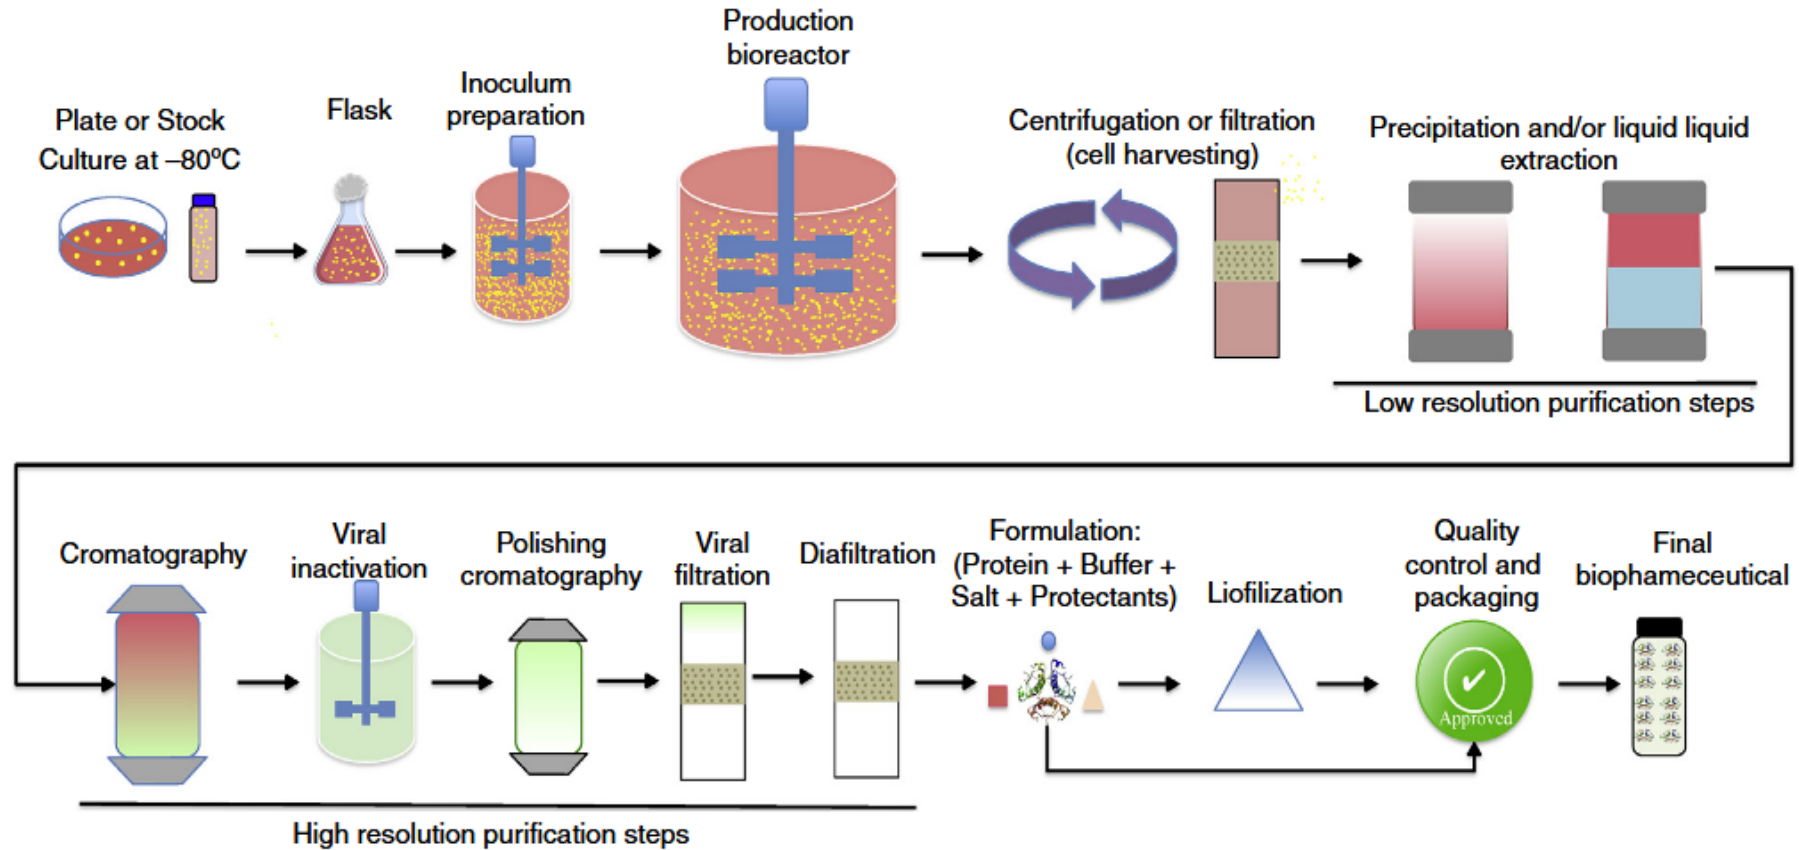 Plate or Stock
Culture at –80ºC
Flask
Inoculum
preparation
Production
bioreactor
Centrifugation or filtration
(cell harvesting)
Precipitation and/or liquid liquid
extraction
Low resolution purification steps
Cromatography
Viral
inactivation
Polishing
cromatography
Viral
filtration
Diafiltration
Formulation:
(Protein + Buffer +
Salt + Protectants)
Liofilization
Quality
control and
packaging
Approved
Final
biophameceutical
High resolution purification steps